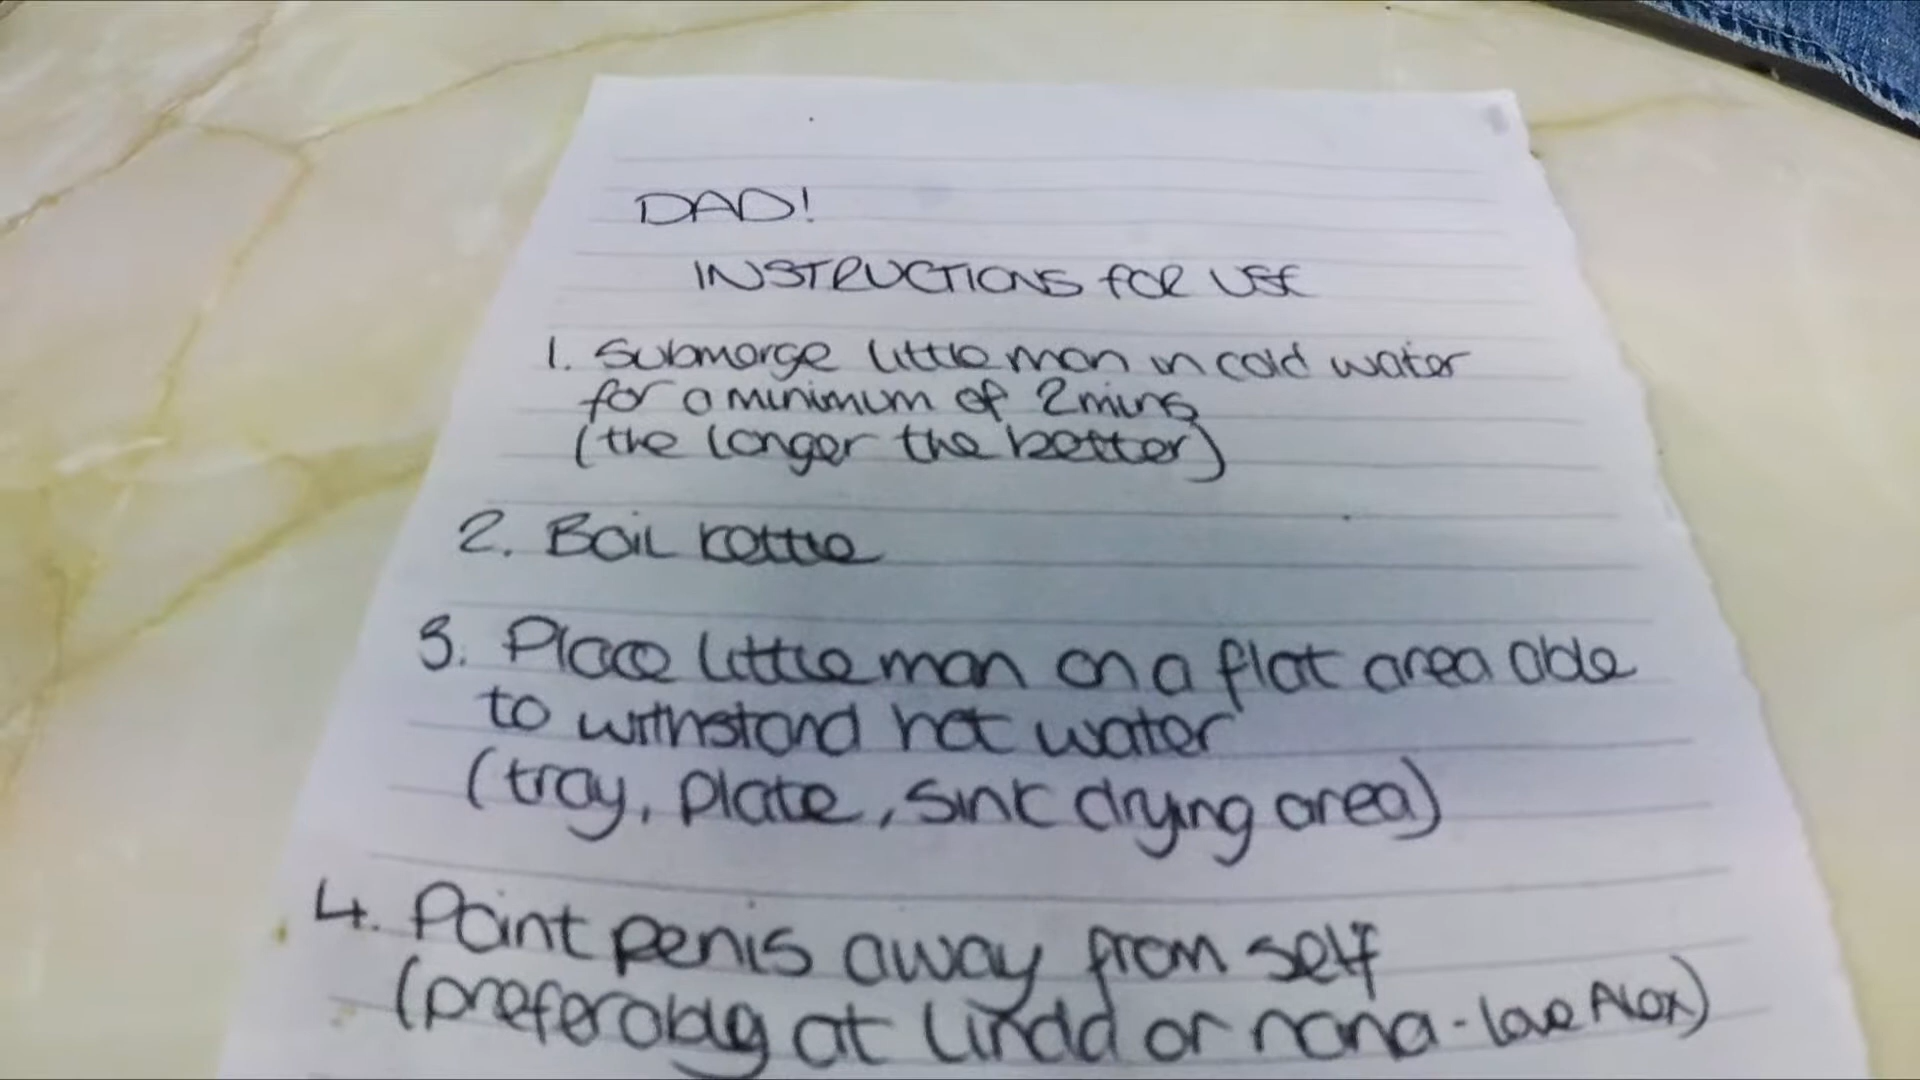 DAD!
INSTRUCTIONS FOR USE
1. Submerge little man in cold water
for a minimum of 2 mins
(the longer the better)
2. Boil kettle
3. Place little man on a flat area able
to withstand hot water
(tray, plate, sink drying area)
4. Point penis away from self
(preferably at Linda or nana - love Alex)